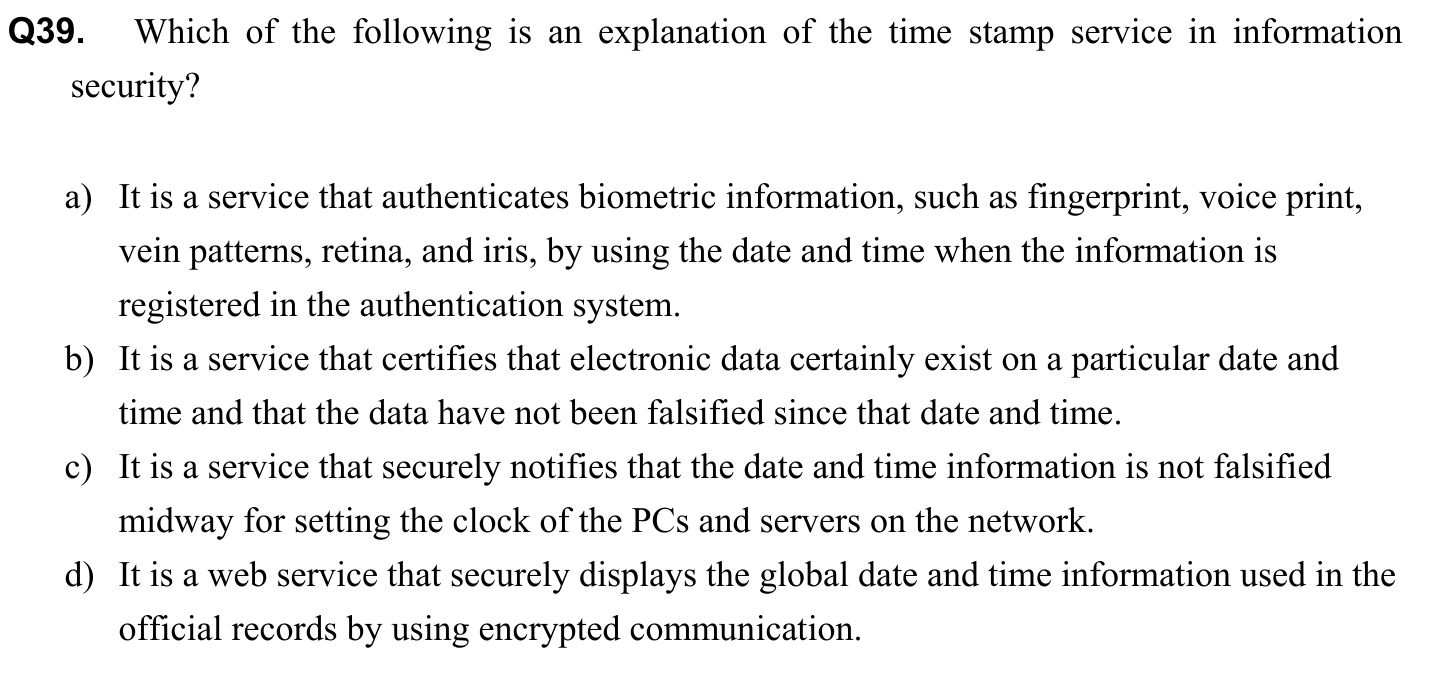 Q39. Which of the following is an explanation of the time stamp service in information
security?
a) It is a service that authenticates biometric information, such as fingerprint, voice print,
vein patterns, retina, and iris, by using the date and time when the information is
registered in the authentication system.
b) It is a service that certifies that electronic data certainly exist on a particular date and
time and that the data have not been falsified since that date and time.
c) It is a service that securely notifies that the date and time information is not falsified
midway for setting the clock of the PCs and servers on the network.
d) It is a web service that securely displays the global date and time information used in the
official records by using encrypted communication.